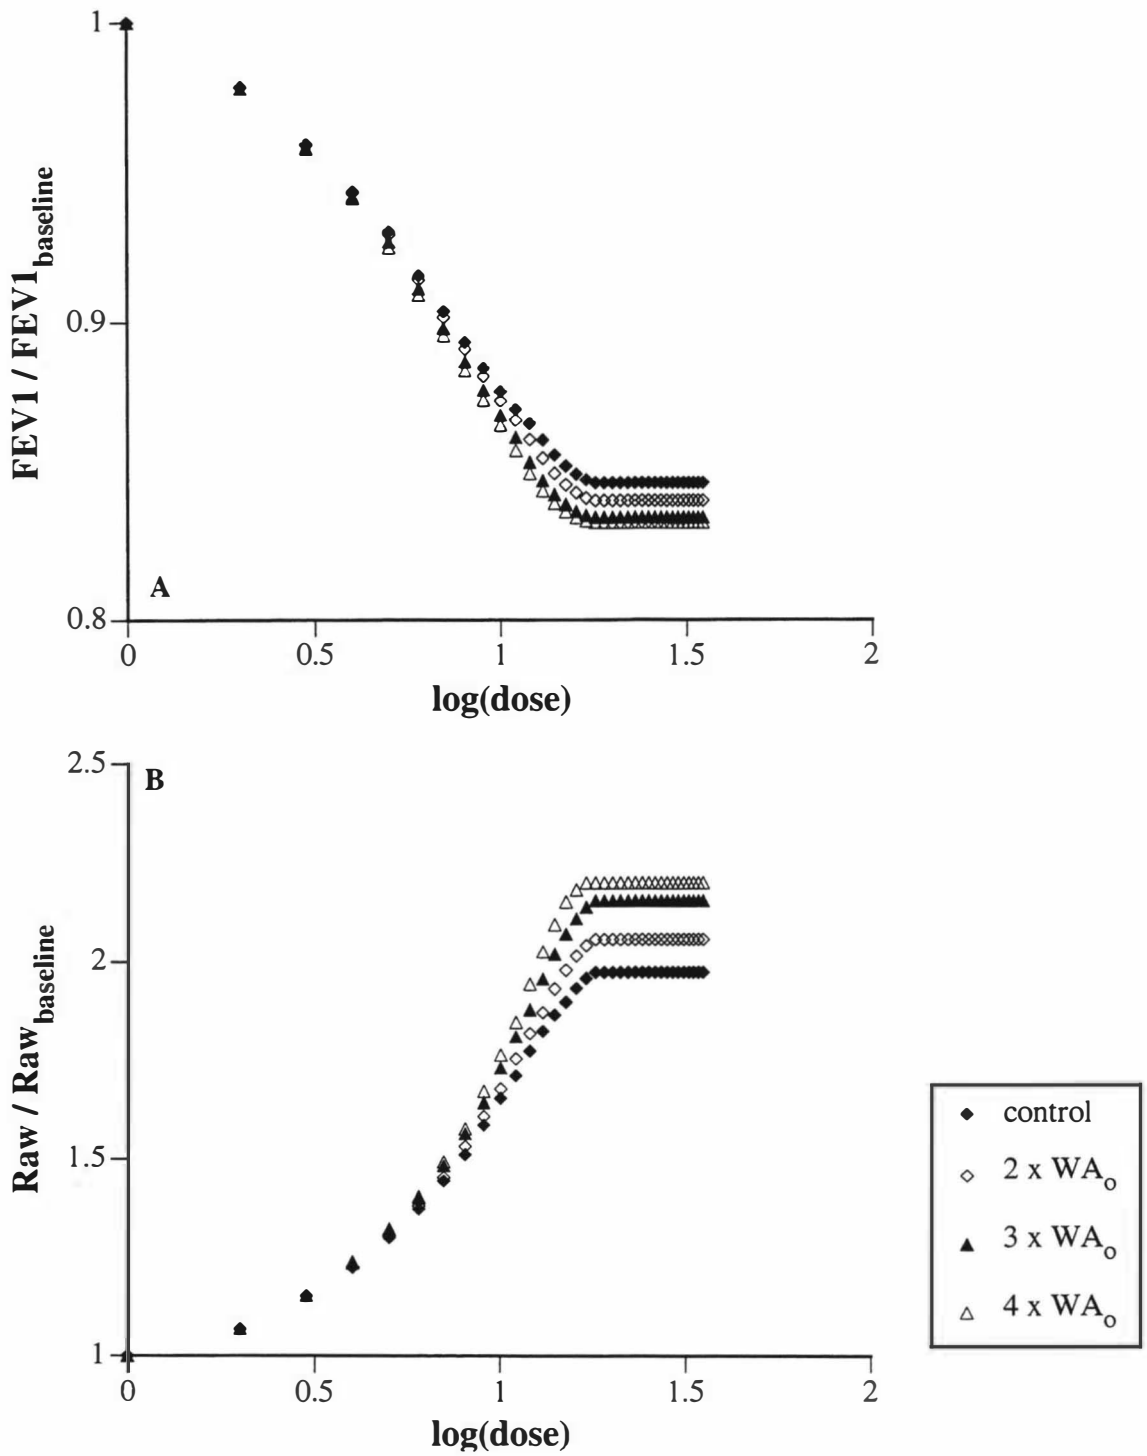 1
0.9
0.8
FEV1 / FEV1baseline
A
0
0.5
1
1.5
2
log(dose)
2.5
2
1.5
1
Raw / Rawbaseline
B
0
0.5
1
1.5
2
log(dose)
control
2 x WAo
3 x WAo
4 x WAo